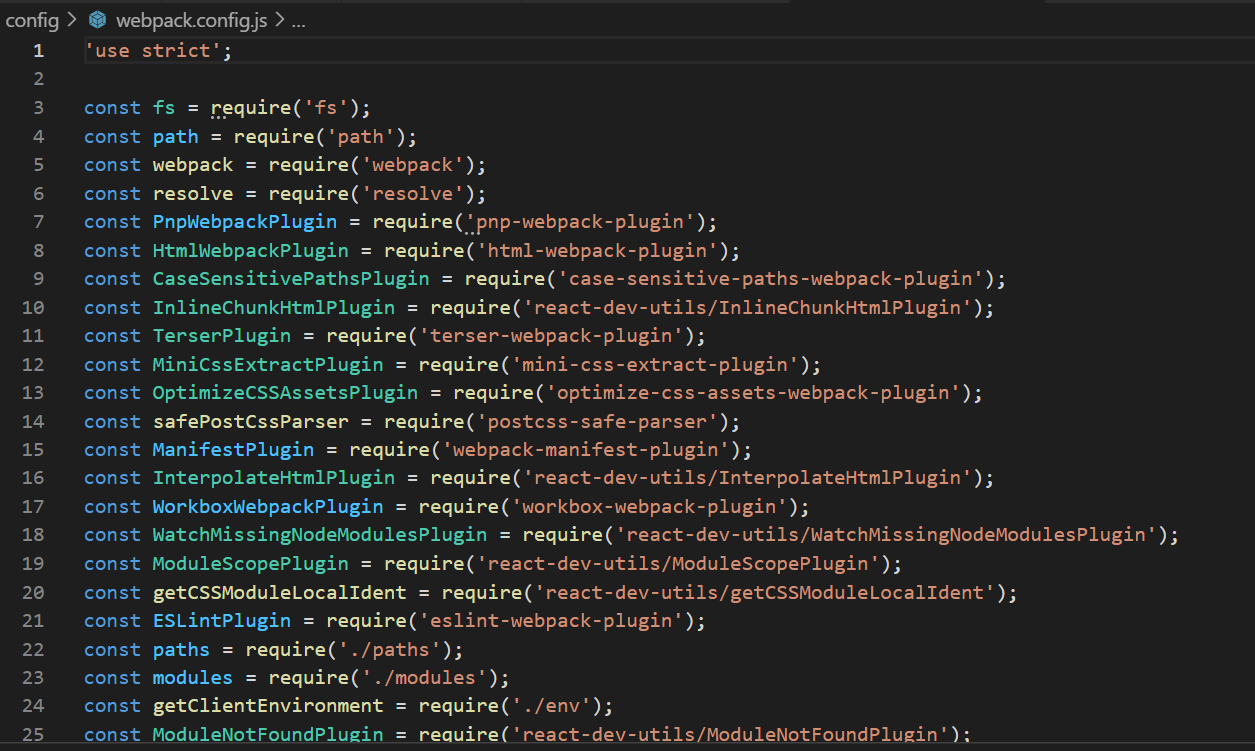 config > webpack.config.js > ...
1 'use strict';
2
3 const fs = require('fs');
4 const path = require('path');
5 const webpack = require('webpack');
6 const resolve = require('resolve');
7 const PnpWebpackPlugin = require('pnp-webpack-plugin');
8 const HtmlWebpackPlugin = require('html-webpack-plugin');
9 const CaseSensitivePathsPlugin = require('case-sensitive-paths-webpack-plugin');
10 const InlineChunkHtmlPlugin = require('react-dev-utils/InlineChunkHtmlPlugin');
11 const TerserPlugin = require('terser-webpack-plugin');
12 const MiniCssExtractPlugin = require('mini-css-extract-plugin');
13 const OptimizeCSSAssetsPlugin = require('optimize-css-assets-webpack-plugin');
14 const safePostCssParser = require('postcss-safe-parser');
15 const ManifestPlugin = require('webpack-manifest-plugin');
16 const InterpolateHtmlPlugin = require('react-dev-utils/InterpolateHtmlPlugin');
17 const WorkboxWebpackPlugin = require('workbox-webpack-plugin');
18 const WatchMissingNodeModulesPlugin = require('react-dev-utils/WatchMissingNodeModulesPlugin');
19 const ModuleScopePlugin = require('react-dev-utils/ModuleScopePlugin');
20 const getCSSModuleLocalIdent = require('react-dev-utils/getCSSModuleLocalIdent');
21 const ESLintPlugin = require('eslint-webpack-plugin');
22 const paths = require('./paths');
23 const modules = require('./modules');
24 const getClientEnvironment = require('./env');
25 const ModuleNotFoundPlugin = require('react-dev-utils/ModuleNotFoundPlugin');